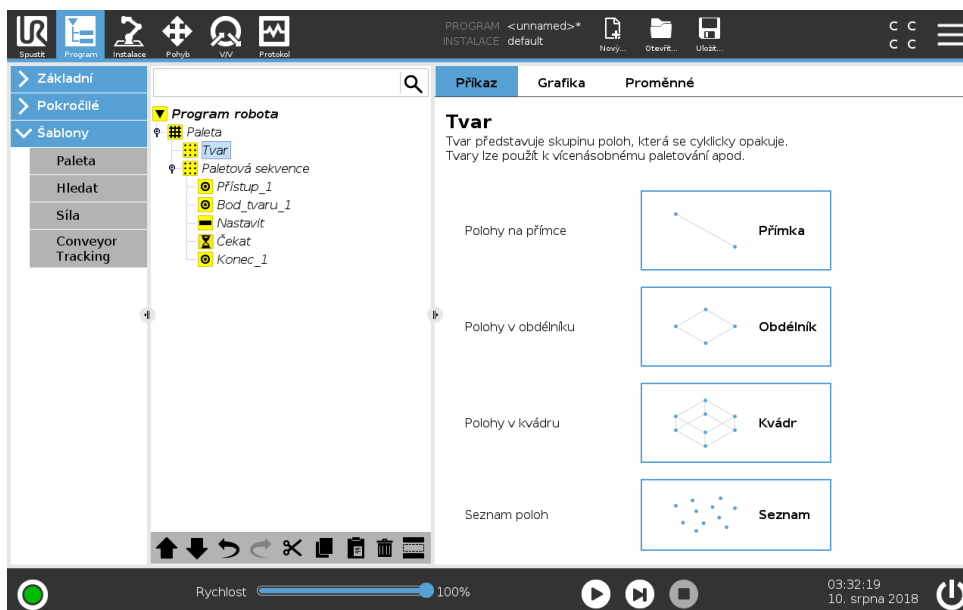 UR
PROGRAM <unnamed>*
INSTALACE default
Spustit Program Instalace Pohyb V/V Protokol
Nový... Otevřít... Uložit...
C C
C C
Základní
Pokročilé
Šablony
Paleta
Hledat
Síla
Conveyor
Tracking
Program robota
Paleta
Tvar
Paletová sekvence
Přístup_1
Bod_tvaru_1
Nastavit
Čekat
Konec_1
Příkaz Grafika Proměnné
Tvar
Tvar představuje skupinu poloh, která se cyklicky opakuje.
Tvary lze použít k vícenásobnému paletování apod.
Polohy na přímce Přímka
Polohy v obdélníku Obdélník
Polohy v kvádru Kvádr
Seznam poloh Seznam
Rychlost 100%
03:32:19
10. srpna 2018